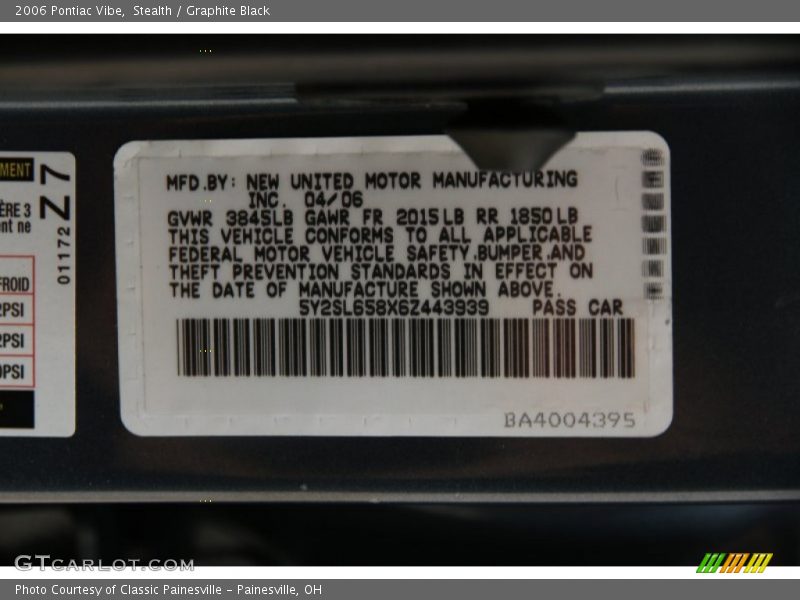 2006 Pontiac Vibe, Stealth / Graphite Black
MENT
ÈRE 3
nt ne
Z 7
01172
FROID
2PSI
2PSI
0PSI
MFD.BY: NEW UNITED MOTOR MANUFACTURING
INC. 04/06
GVWR 3845LB GAWR FR 2015LB RR 1850LB
THIS VEHICLE CONFORMS TO ALL APPLICABLE
FEDERAL MOTOR VEHICLE SAFETY,BUMPER,AND
THEFT PREVENTION STANDARDS IN EFFECT ON
THE DATE OF MANUFACTURE SHOWN ABOVE.
5Y2SL658X6Z443939 PASS CAR
BA4004395
GTCARLOT.COM
Photo Courtesy of Classic Painesville - Painesville, OH